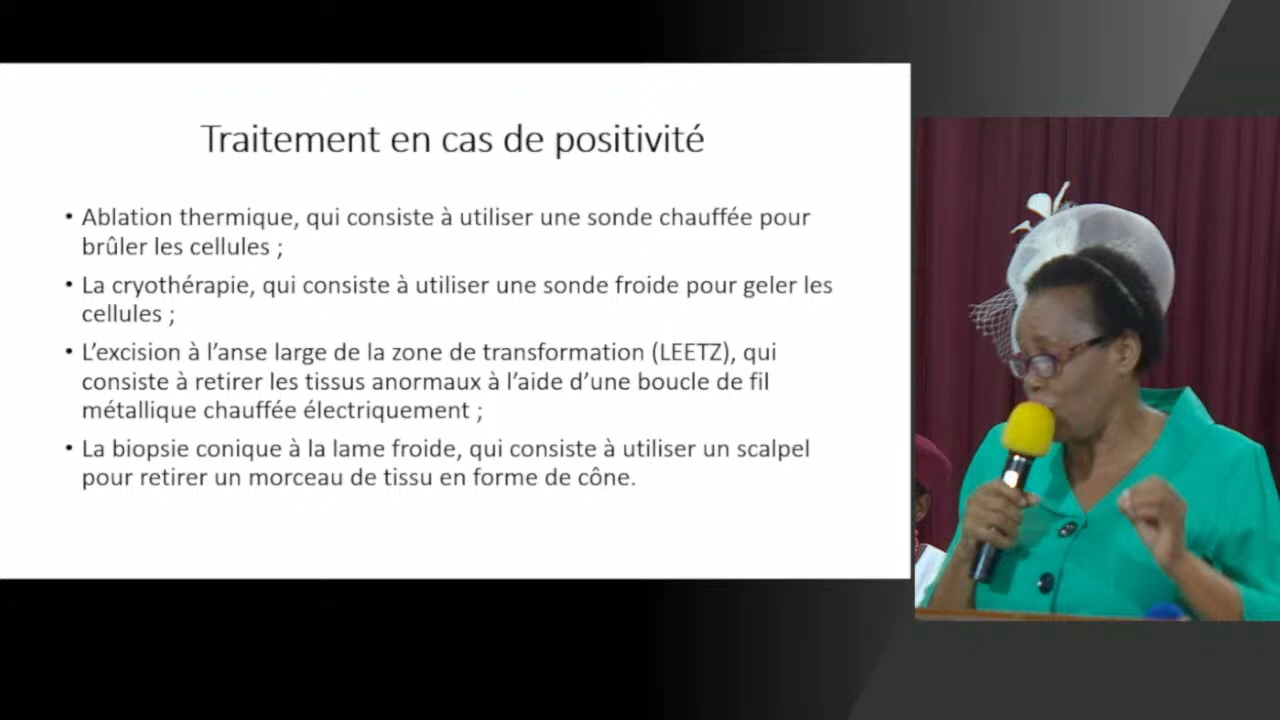 Traitement en cas de positivité
• Ablation thermique, qui consiste à utiliser une sonde chauffée pour
brûler les cellules ;
• La cryothérapie, qui consiste à utiliser une sonde froide pour geler les
cellules ;
• L’excision à l’anse large de la zone de transformation (LEETZ), qui
consiste à retirer les tissus anormaux à l’aide d’une boucle de fil
métallique chauffée électriquement ;
• La biopsie conique à la lame froide, qui consiste à utiliser un scalpel
pour retirer un morceau de tissu en forme de cône.